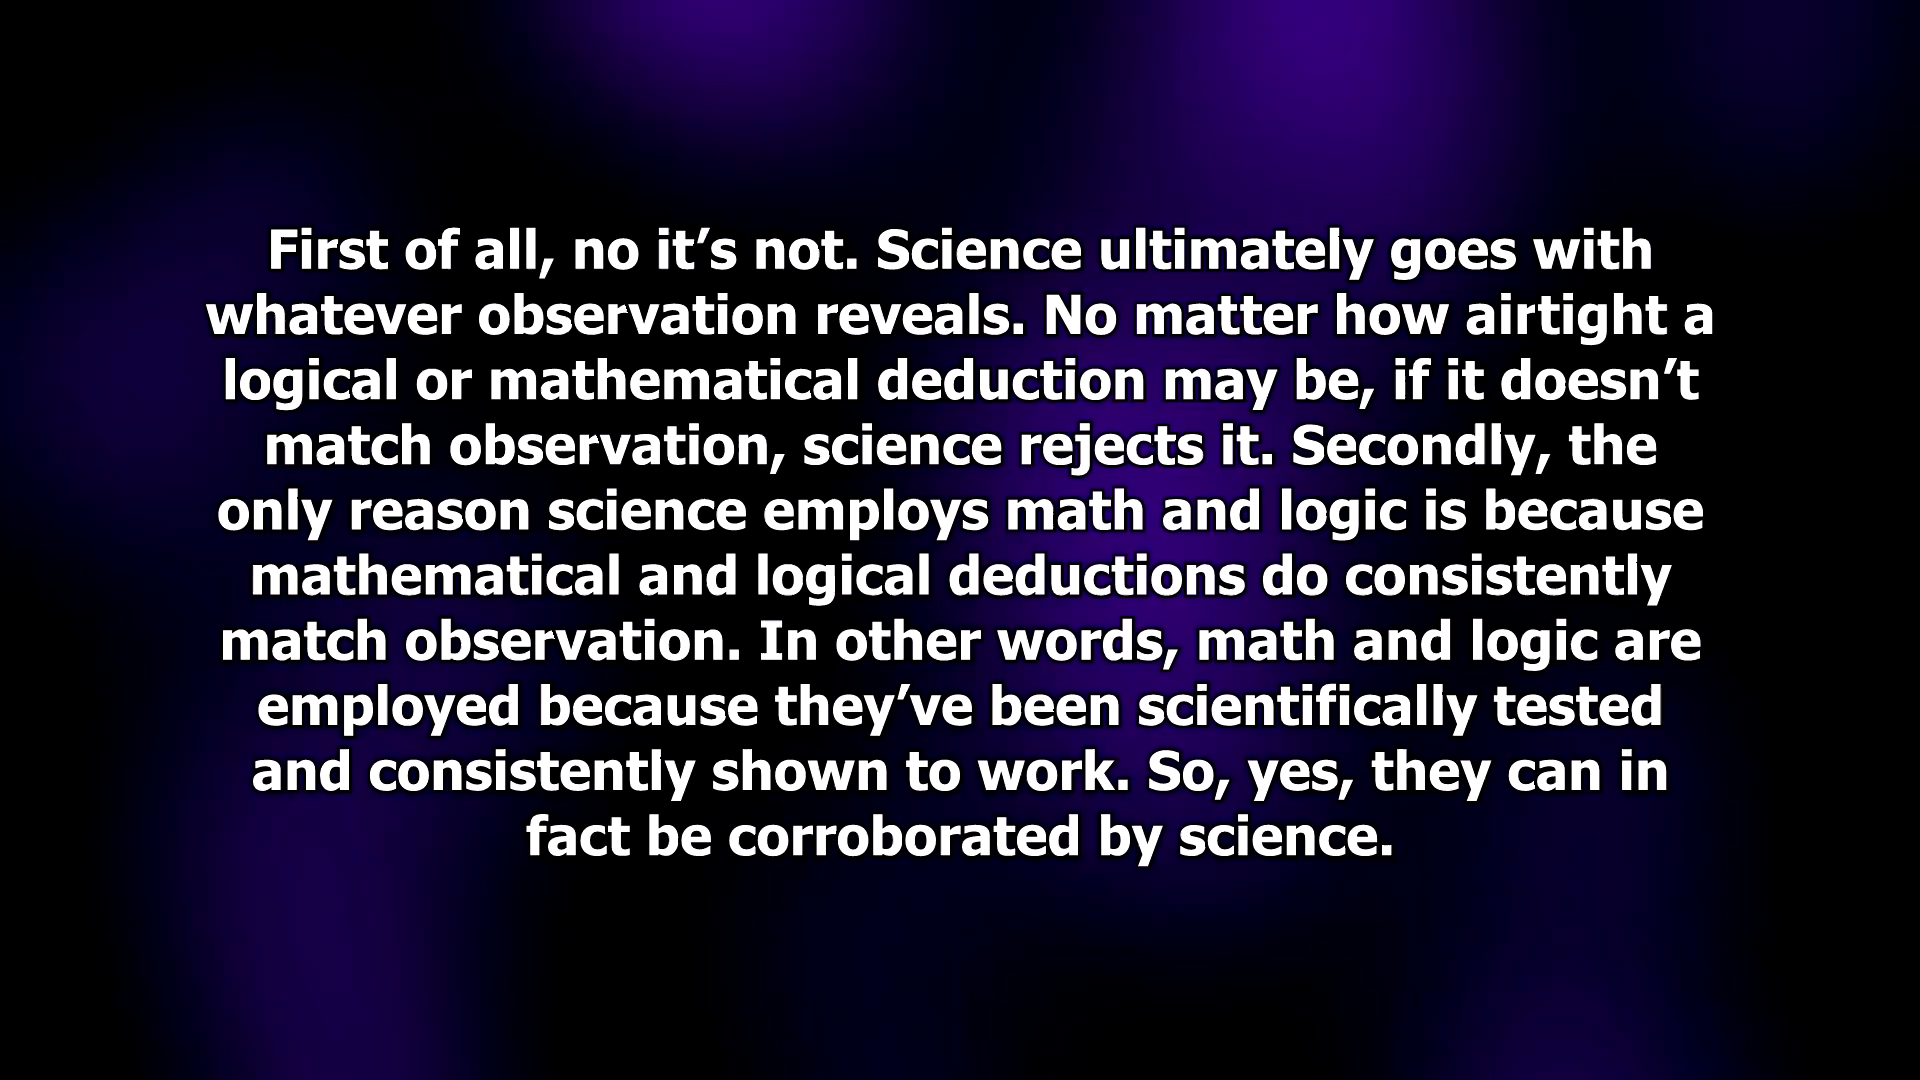 First of all, no it’s not. Science ultimately goes with
whatever observation reveals. No matter how airtight a
logical or mathematical deduction may be, if it doesn’t
match observation, science rejects it. Secondly, the
only reason science employs math and logic is because
mathematical and logical deductions do consistently
match observation. In other words, math and logic are
employed because they’ve been scientifically tested
and consistently shown to work. So, yes, they can in
fact be corroborated by science.